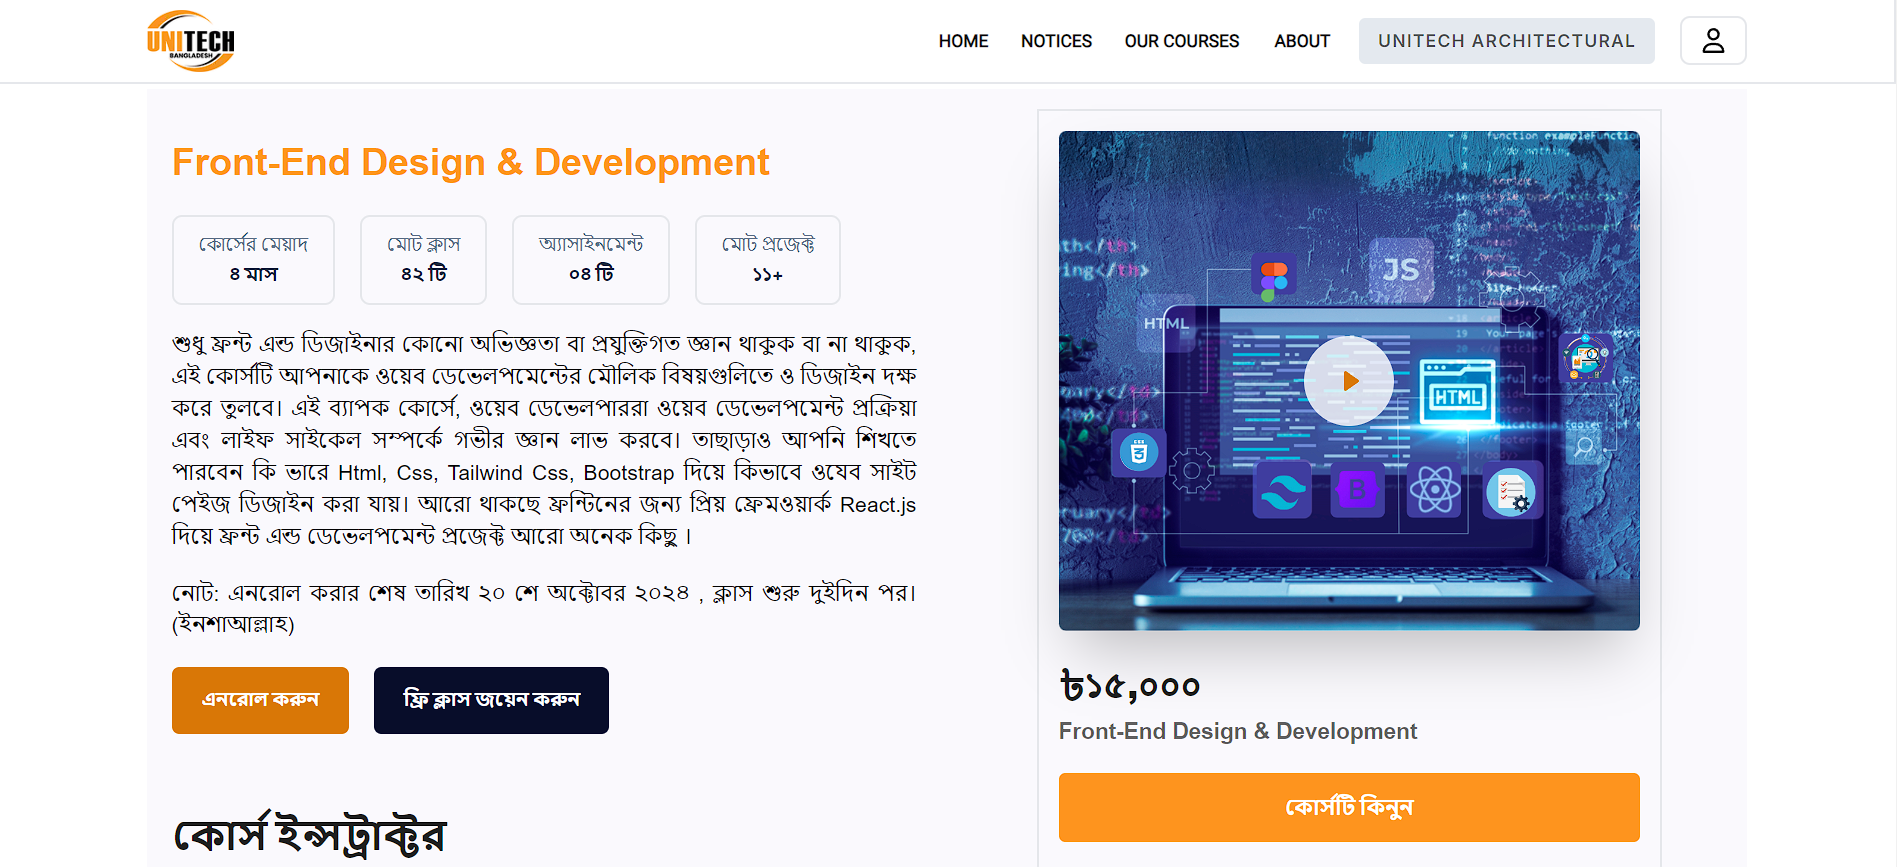 UNITECH
BANGLADESH
HOME NOTICES OUR COURSES ABOUT UNITECH ARCHITECTURAL
Front-End Design & Development
কোর্সের মেয়াদ
৪ মাস
মোট ক্লাস
৪২ টি
অ্যাসাইনমেন্ট
০৪ টি
মোট প্রজেক্ট
১১+
শুধু ফ্রন্ট এন্ড ডিজাইনার কোনো অভিজ্ঞতা বা প্রযুক্তিগত জ্ঞান থাকুক বা না থাকুক,
এই কোর্সটি আপনাকে ওয়েব ডেভেলপমেন্টের মৌলিক বিষয়গুলিতে ও ডিজাইন দক্ষ
করে তুলবে। এই ব্যাপক কোর্সে, ওয়েব ডেভেলপাররা ওয়েব ডেভেলপমেন্ট প্রক্রিয়া
এবং লাইফ সাইকেল সম্পর্কে গভীর জ্ঞান লাভ করবে। তাছাড়াও আপনি শিখতে
পারবেন কি ভারে Html, Css, Tailwind Css, Bootstrap দিয়ে কিভাবে ওযেব সাইট
পেইজ ডিজাইন করা যায়। আরো থাকছে ফ্রন্টিনের জন্য প্রিয় ফ্রেমওয়ার্ক React.js
দিয়ে ফ্রন্ট এন্ড ডেভেলপমেন্ট প্রজেক্ট আরো অনেক কিছু ।
নোট: এনরোল করার শেষ তারিখ ২০ শে অক্টোবর ২০২৪ , ক্লাস শুরু দুইদিন পর।
(ইনশাআল্লাহ)
এনরোল করুন
ফ্রি ক্লাস জয়েন করুন
কোর্স ইন্সট্রাক্টর
JS
HTML
HTML
B
৳১৫,০০০
Front-End Design & Development
কোর্সটি কিনুন